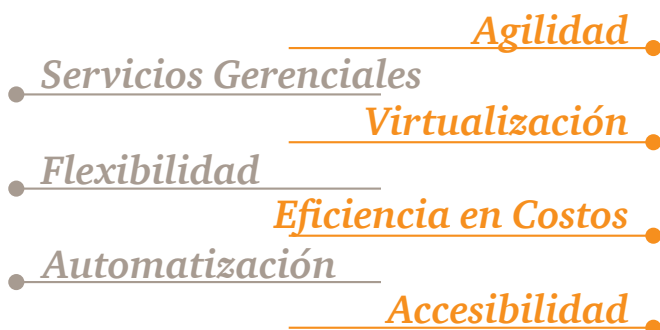 Agilidad
Servicios Gerenciales
Virtualización
Flexibilidad
Eficiencia en Costos
Automatización
Accesibilidad